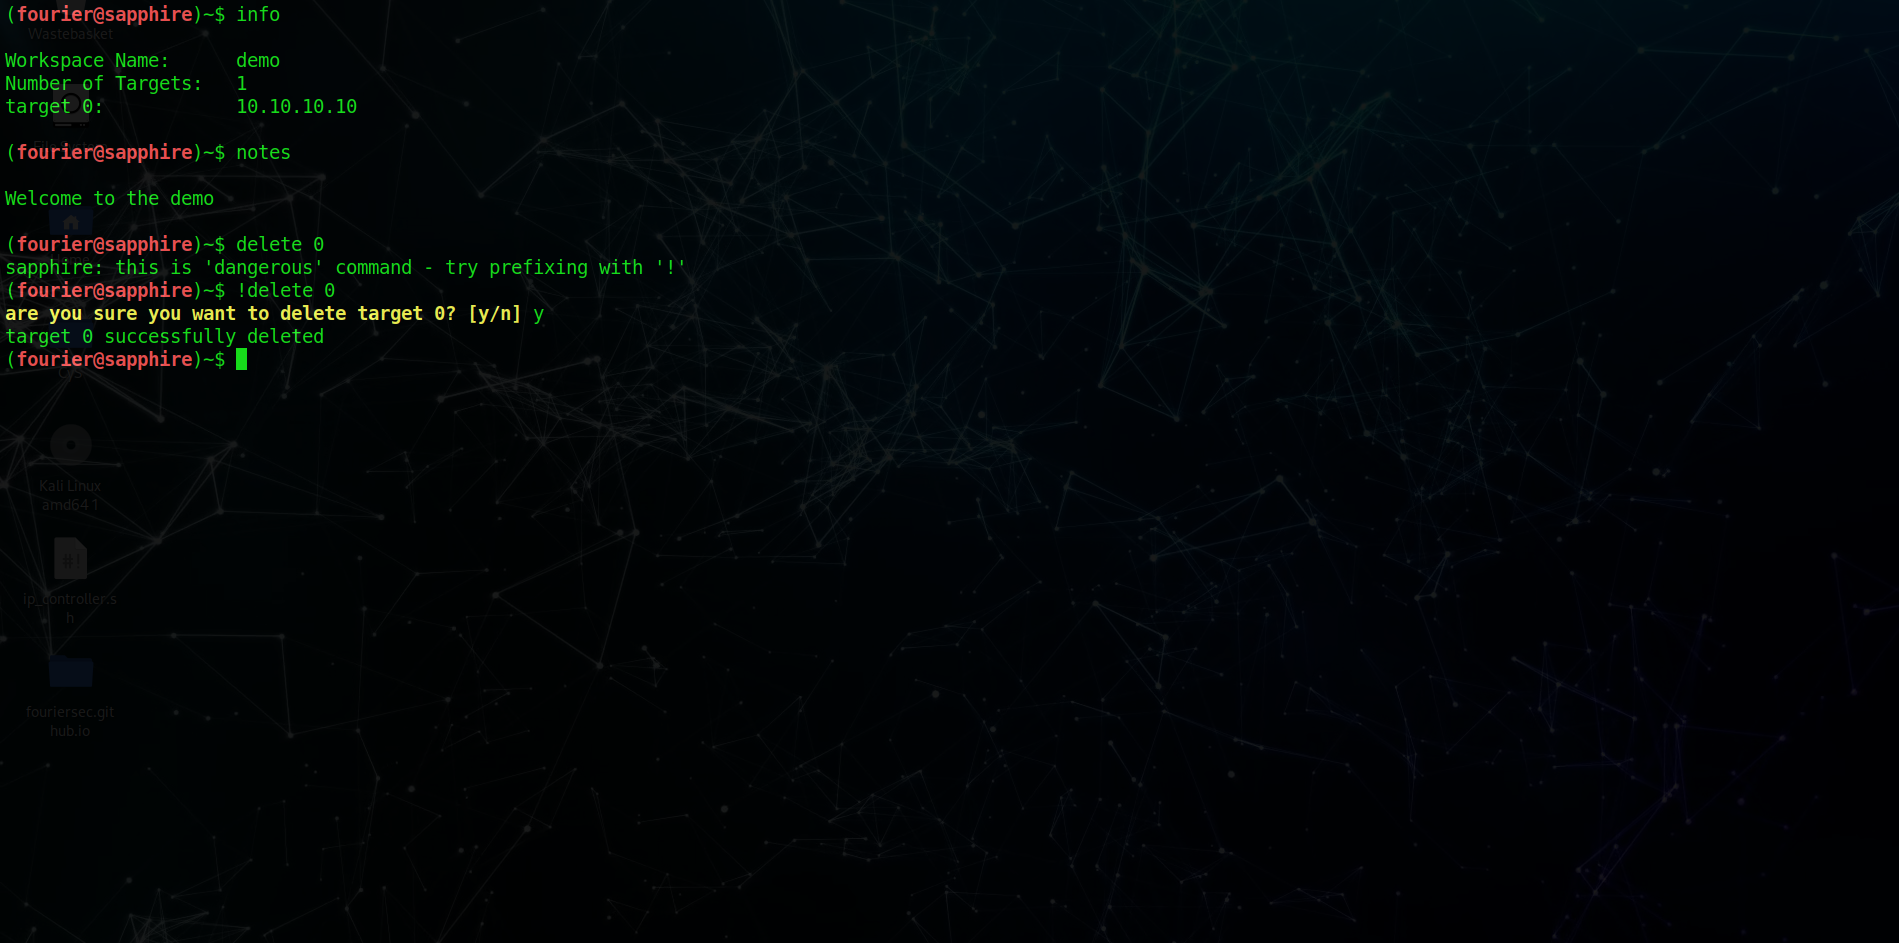 (fourier@sapphire)~$ info
Wastebasket
Workspace Name:      demo
Number of Targets:   1
target 0:            10.10.10.10
(fourier@sapphire)~$ notes
Welcome to the demo
(fourier@sapphire)~$ delete 0
sapphire: this is 'dangerous' command - try prefixing with '!'
(fourier@sapphire)~$ !delete 0
are you sure you want to delete target 0? [y/n] y
target 0 successfully deleted
(fourier@sapphire)~$
Kali Linux
amd64 1
#!
ip_controller.s
h
fouriersec.git
hub.io